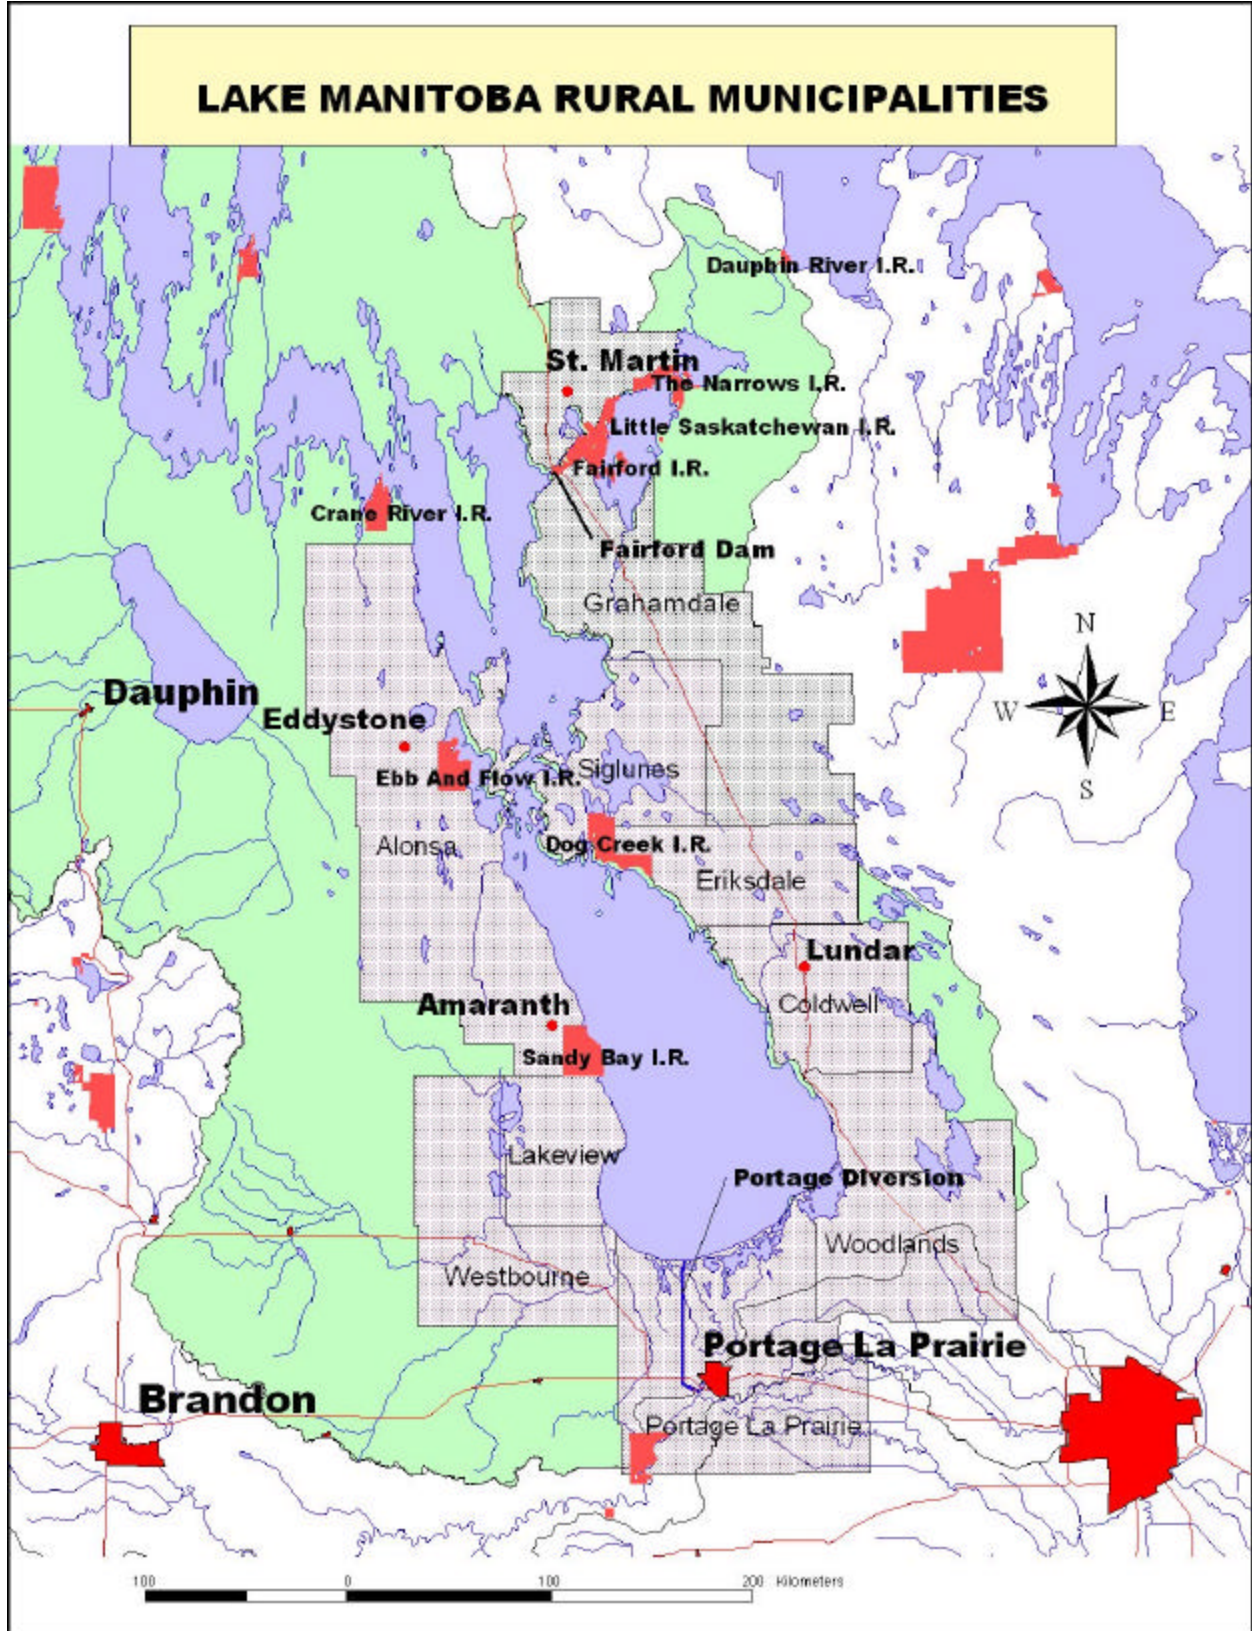 LAKE MANITOBA RURAL MUNICIPALITIES
Dauphin River I.R.
St. Martin
The Narrows I.R.
Little Saskatchewan I.R.
Fairford I.R.
Crane River I.R.
Fairford Dam
Grahamdale
N
W
E
S
Dauphin
Eddystone
Ebb And Flow I.R.
Siglunes
Alonsa
Dog Creek I.R.
Eriksdale
Lundar
Amaranth
Coldwell
Sandy Bay I.R.
Lakeview
Portage Diversion
Woodlands
Westbourne
Portage La Prairie
Brandon
Portage La Prairie
100 0 100 200 Kilometers